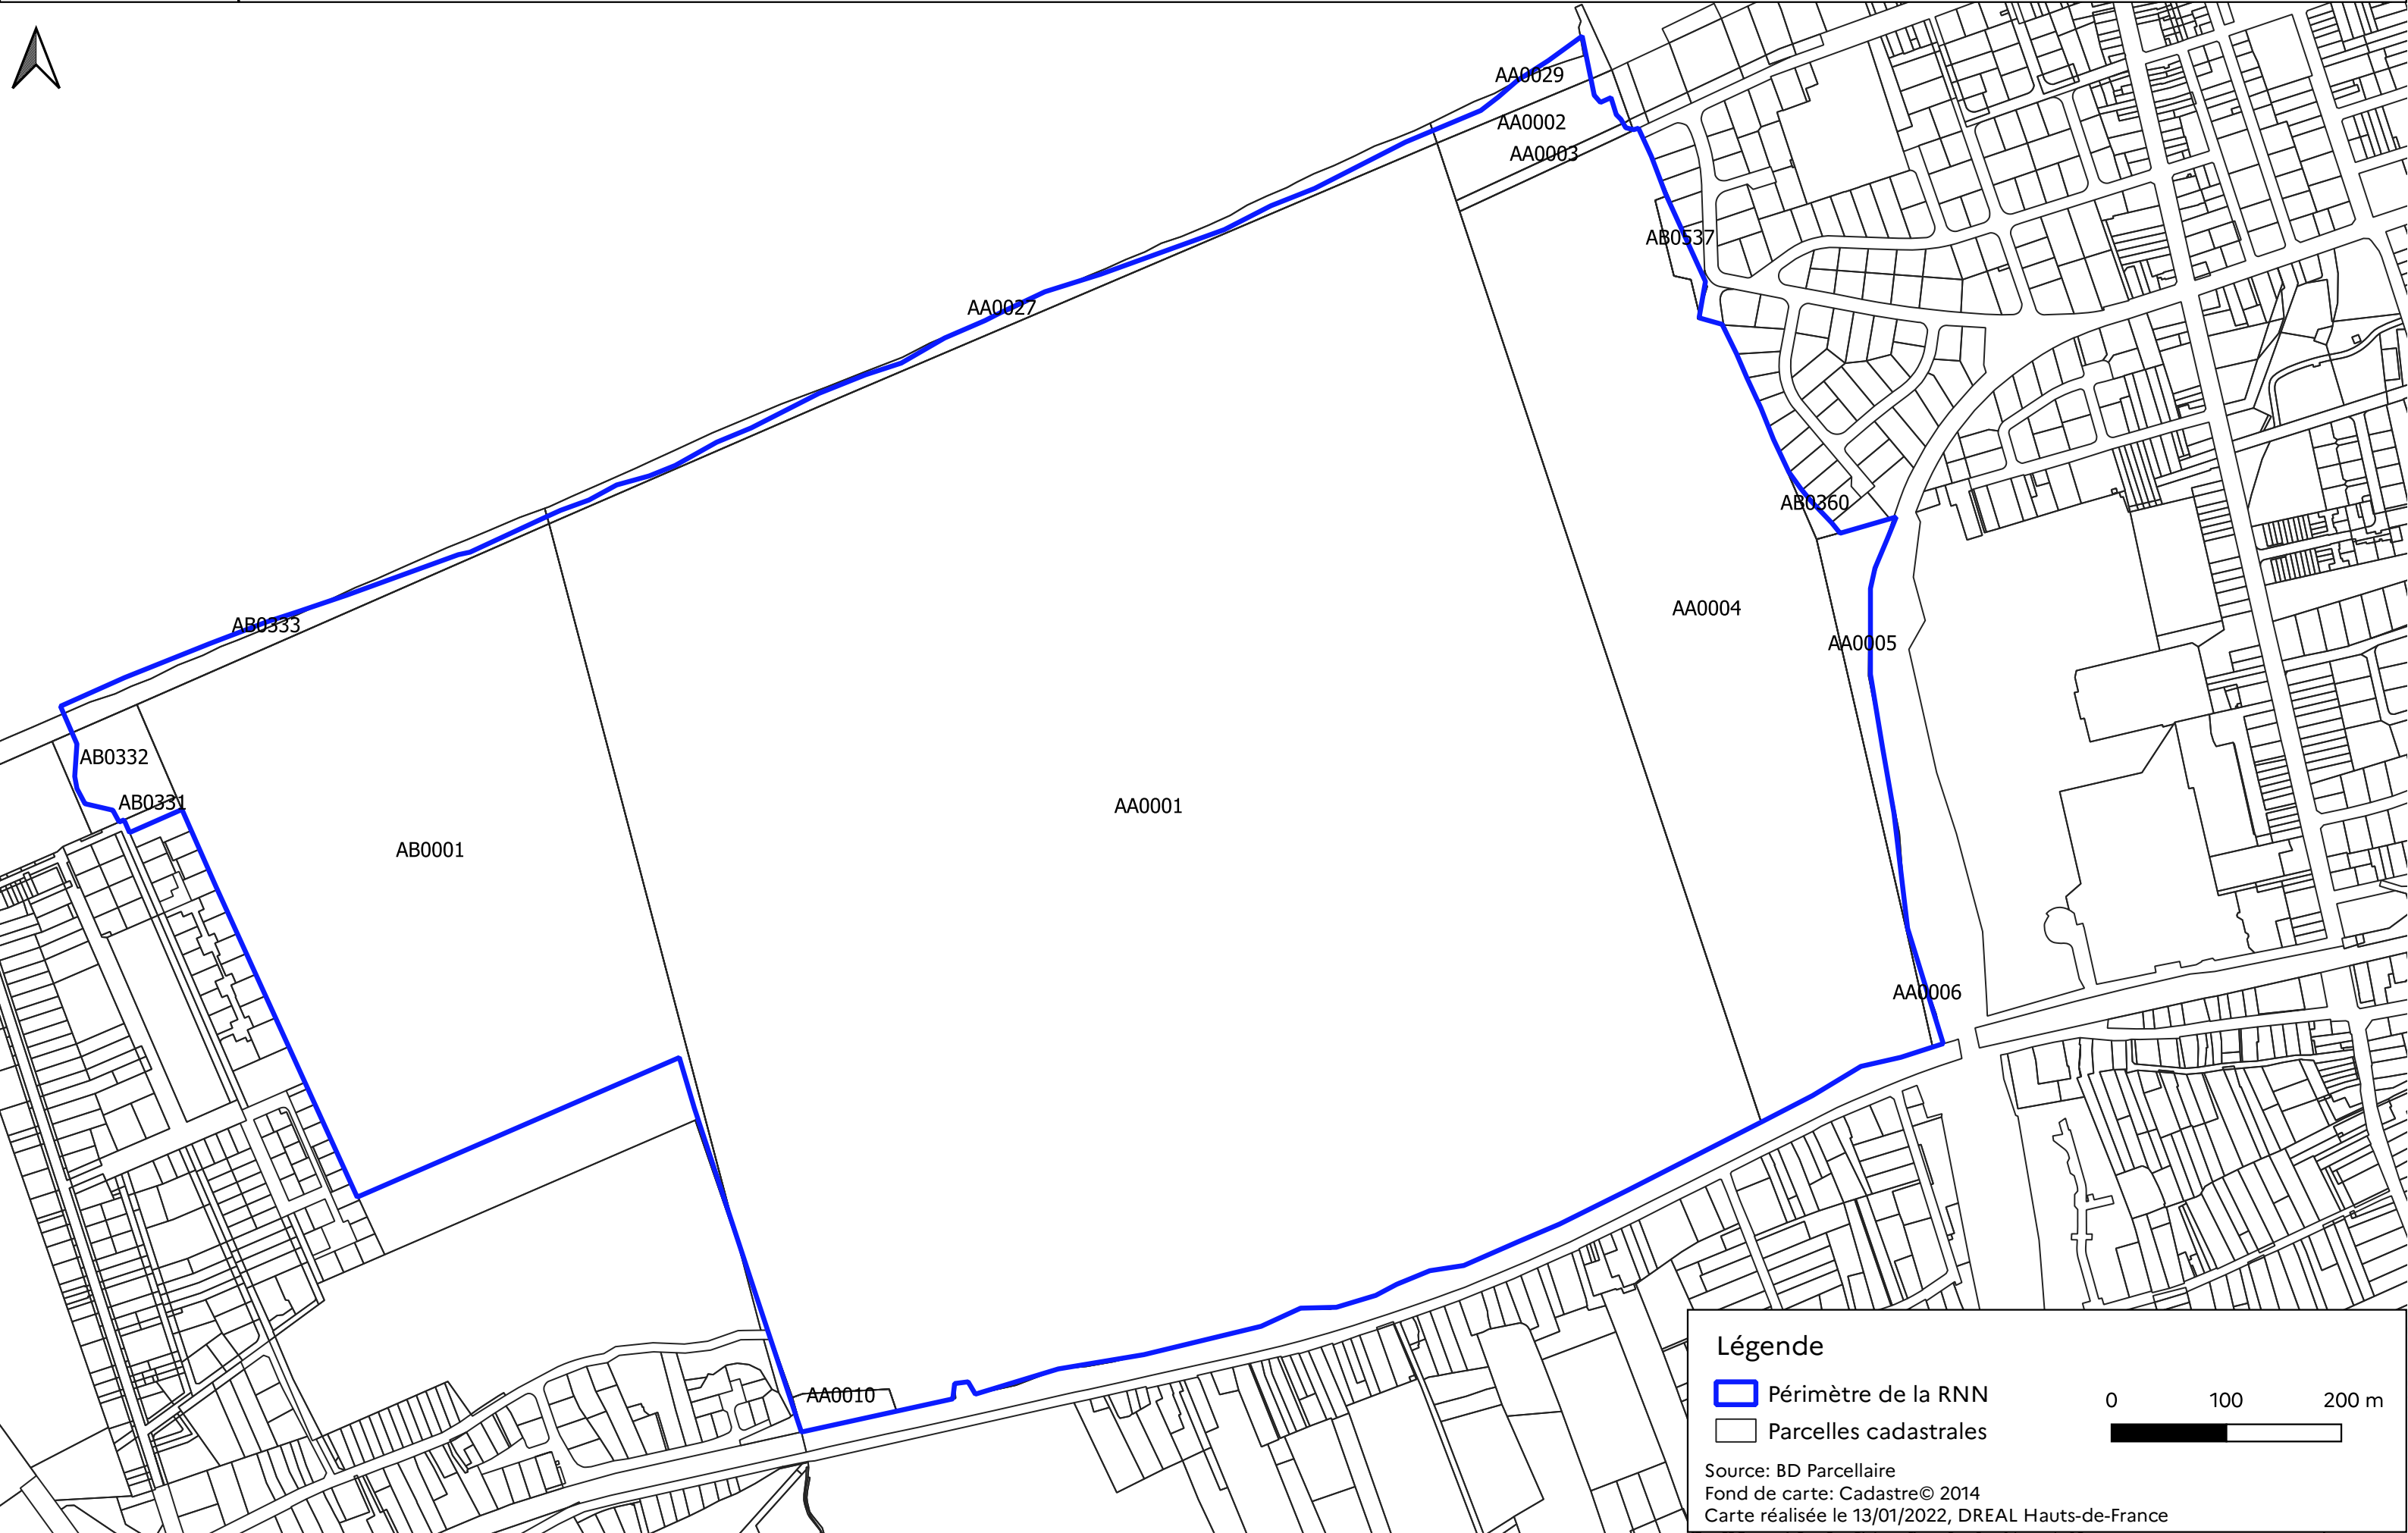 AA0029
AA0002
AA0003
AB0537
AA0027
AB0360
AA0004
AB0333
AA0005
AB0332
AB0331
AA0001
AB0001
AA0006
AA0010
Légende
Périmètre de la RNN
Parcelles cadastrales
0 100 200 m
Source: BD Parcellaire
Fond de carte: Cadastre© 2014
Carte réalisée le 13/01/2022, DREAL Hauts-de-France